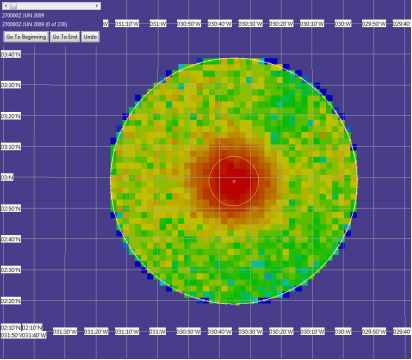 270000Z JUN 2009
270000Z JUN 2009 (0 of 230)
Go To Beginning Go To End Undo
W 031:10'W 031:W 030:50'W 030:40'W 030:30'W 030:20'W 030:10'W 030:W 029:50'W 029:40'W
03:40'N
03:30'N
03:20'N
03:10'N
03:N
02:50'N
02:40'N
02:30'N
02:20'N
02:10'N 02:10'N
031:50'W 031:40'W 031:30'W 031:20'W 031:10'W 031:W 030:50'W 030:40'W 030:30'W 030:20'W 030:10'W 030:W 029:50'W 029:40'W